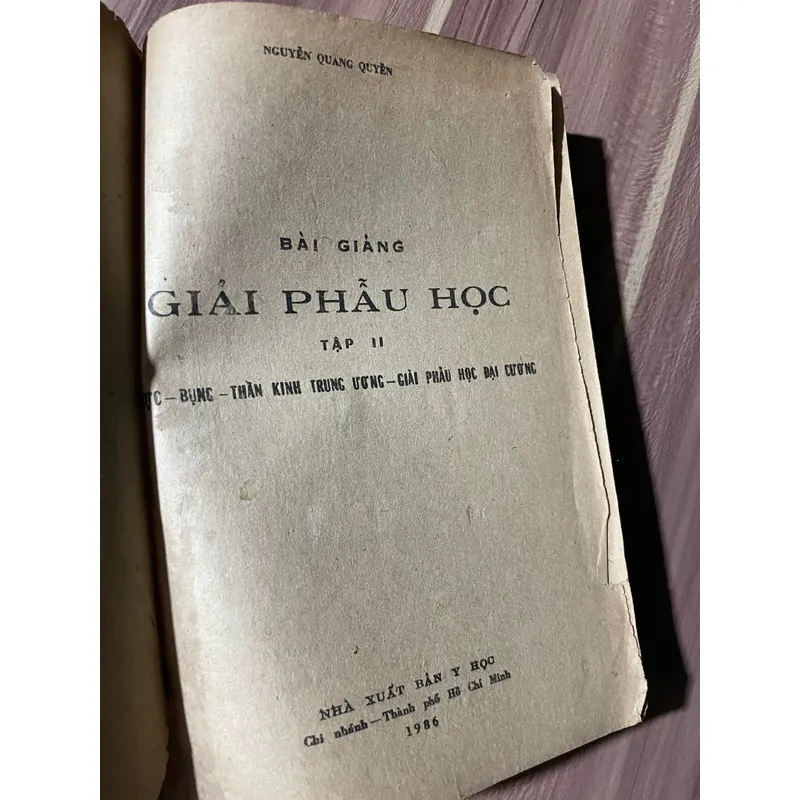 NGUYỄN QUANG QUYỀN
BÀI GIẢNG
GIẢI PHẪU HỌC
TẬP II
BỤNG – THẦN KINH TRUNG ƯƠNG – GIẢI PHẪU HỌC ĐẠI CƯƠNG
NHÀ XUẤT BẢN Y HỌC
Chi nhánh – Thành phố Hồ Chí Minh
1986